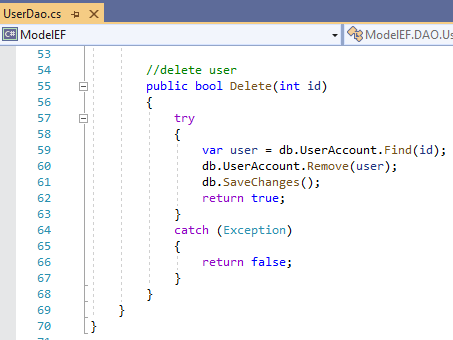 UserDao.cs
C# ModelEF
ModelEF.DAO.Us
53
54 //delete user
55 public bool Delete(int id)
56 {
57 try
58 {
59 var user = db.UserAccount.Find(id);
60 db.UserAccount.Remove(user);
61 db.SaveChanges();
62 return true;
63 }
64 catch (Exception)
65 {
66 return false;
67 }
68 }
69 }
70 }